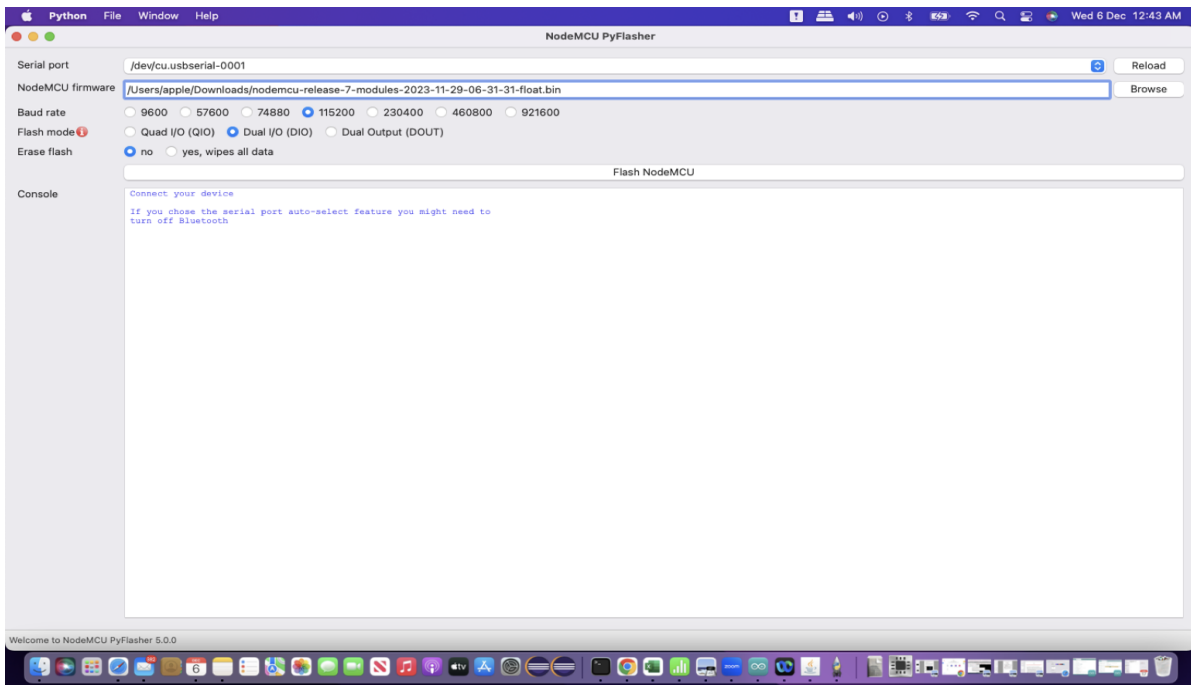 Python File Window Help Wed 6 Dec 12:43 AM
NodeMCU PyFlasher
Serial port /dev/cu.usbserial-0001 Reload
NodeMCU firmware /Users/apple/Downloads/nodemcu-release-7-modules-2023-11-29-06-31-31-float.bin Browse
Baud rate 9600 57600 74880 115200 230400 460800 921600
Flash mode Quad I/O (QIO) Dual I/O (DIO) Dual Output (DOUT)
Erase flash no yes, wipes all data
Flash NodeMCU
Console Connect your device
If you chose the serial port auto-select feature you might need to
turn off Bluetooth
Welcome to NodeMCU PyFlasher 5.0.0
6
tv
zoom